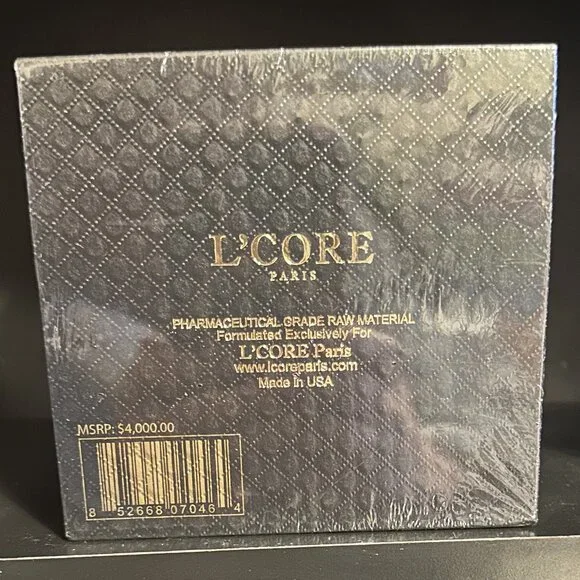 L'CORE
PARIS
PHARMACEUTICAL GRADE RAW MATERIAL
Formulated Exclusively For
L'CORE Paris
www.lcoreparis.com
Made in USA
MSRP: $4,000.00
8 52668 07046 4